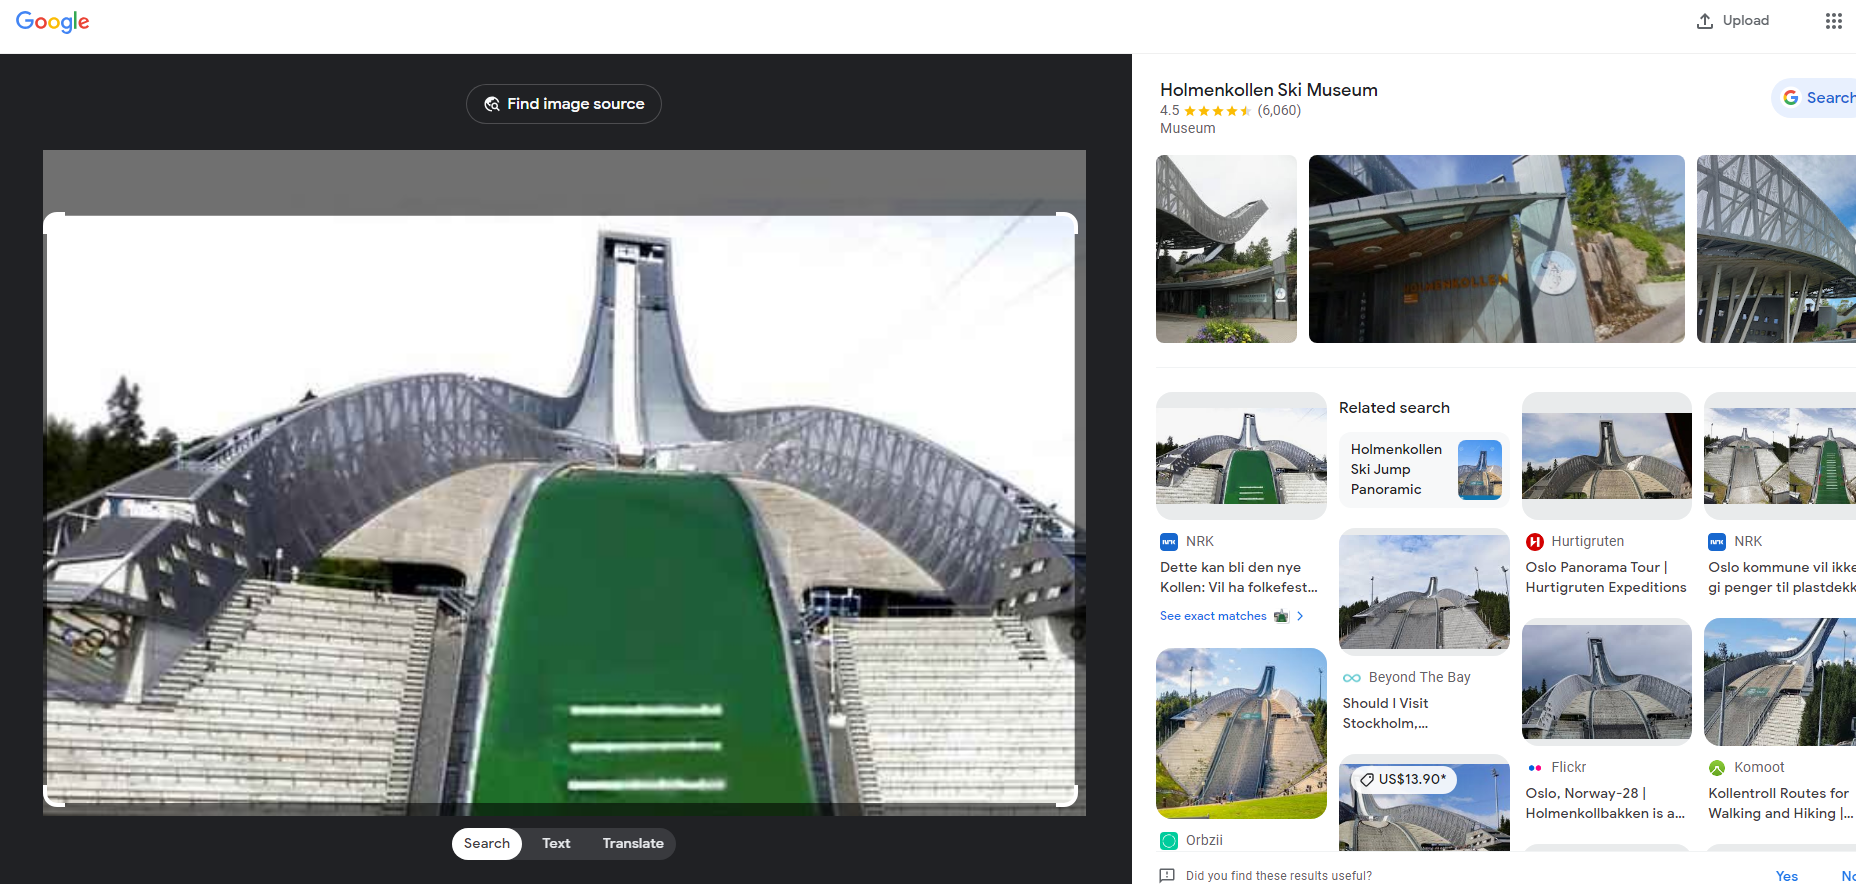 Google
Upload
Find image source
Search
Text
Translate
Holmenkollen Ski Museum
4.5 (6,060)
Museum
Search
HOLMENKOLLEN
NRK
Dette kan bli den nye
Kollen: Vil ha folkefest...
See exact matches
Orbzii
Related search
Holmenkollen
Ski Jump
Panoramic
Beyond The Bay
Should I Visit
Stockholm,...
US$13.90*
Hurtigruten
Oslo Panorama Tour |
Hurtigruten Expeditions
Flickr
Oslo, Norway-28 |
Holmenkollbakken is a...
NRK
Oslo kommune vil ikke
gi penger til plastdekk
Komoot
Kollentroll Routes for
Walking and Hiking |...
Did you find these results useful?
Yes
No